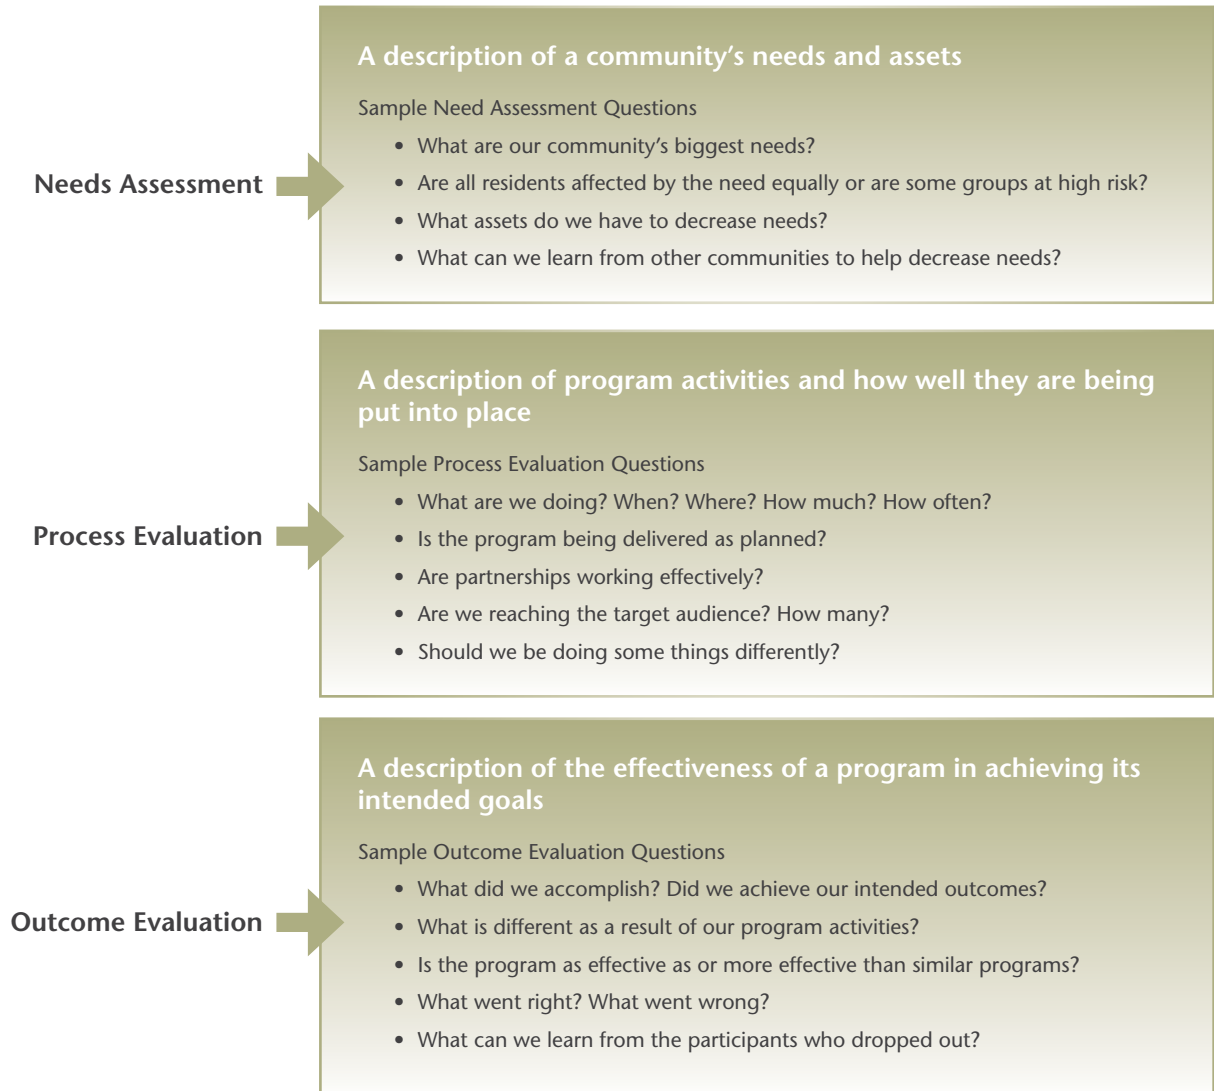 A description of a community's needs and assets
Sample Need Assessment Questions
• What are our community's biggest needs?
Needs Assessment
• Are all residents affected by the need equally or are some groups at high risk?
• What assets do we have to decrease needs?
• What can we learn from other communities to help decrease needs?
A description of program activities and how well they are being
put into place
Sample Process Evaluation Questions
• What are we doing? When? Where? How much? How often?
Process Evaluation
• Is the program being delivered as planned?
• Are partnerships working effectively?
• Are we reaching the target audience? How many?
• Should we be doing some things differently?
A description of the effectiveness of a program in achieving its
intended goals
Sample Outcome Evaluation Questions
• What did we accomplish? Did we achieve our intended outcomes?
Outcome Evaluation
• What is different as a result of our program activities?
• Is the program as effective as or more effective than similar programs?
• What went right? What went wrong?
• What can we learn from the participants who dropped out?